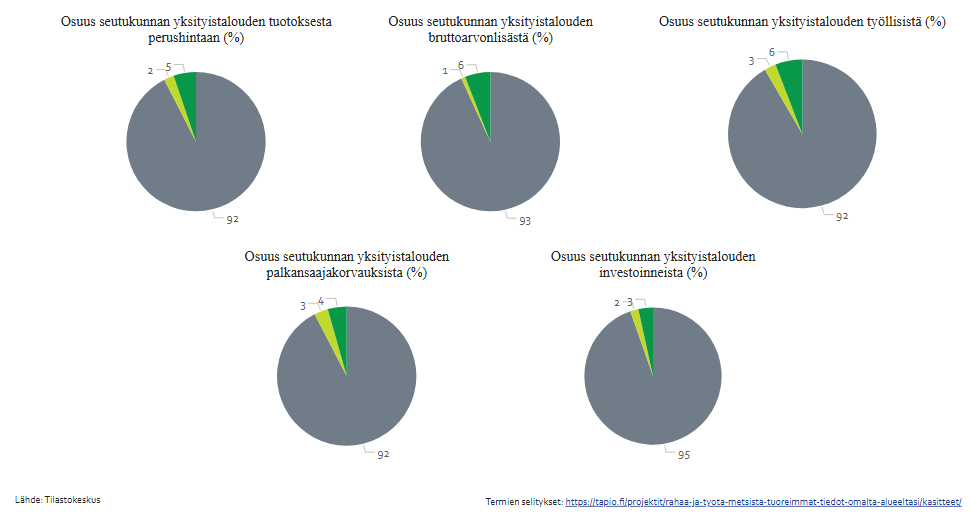 Osuus seutukunnan yksityistalouden tuotoksesta
perushintaan (%)
2
5
92
Osuus seutukunnan yksityistalouden
bruttoarvonlisästä (%)
1
6
93
Osuus seutukunnan yksityistalouden työllisistä (%)
3
6
92
Osuus seutukunnan yksityistalouden
palkansaajakorvauksista (%)
3
4
92
Osuus seutukunnan yksityistalouden
investoinneista (%)
2
3
95
Lähde: Tilastokeskus
Termien selitykset: https://tapio.fi/projektit/rahaa-ja-tyota-metsista-tuoreimmat-tiedot-omalta-alueeltasi/kasitteet/